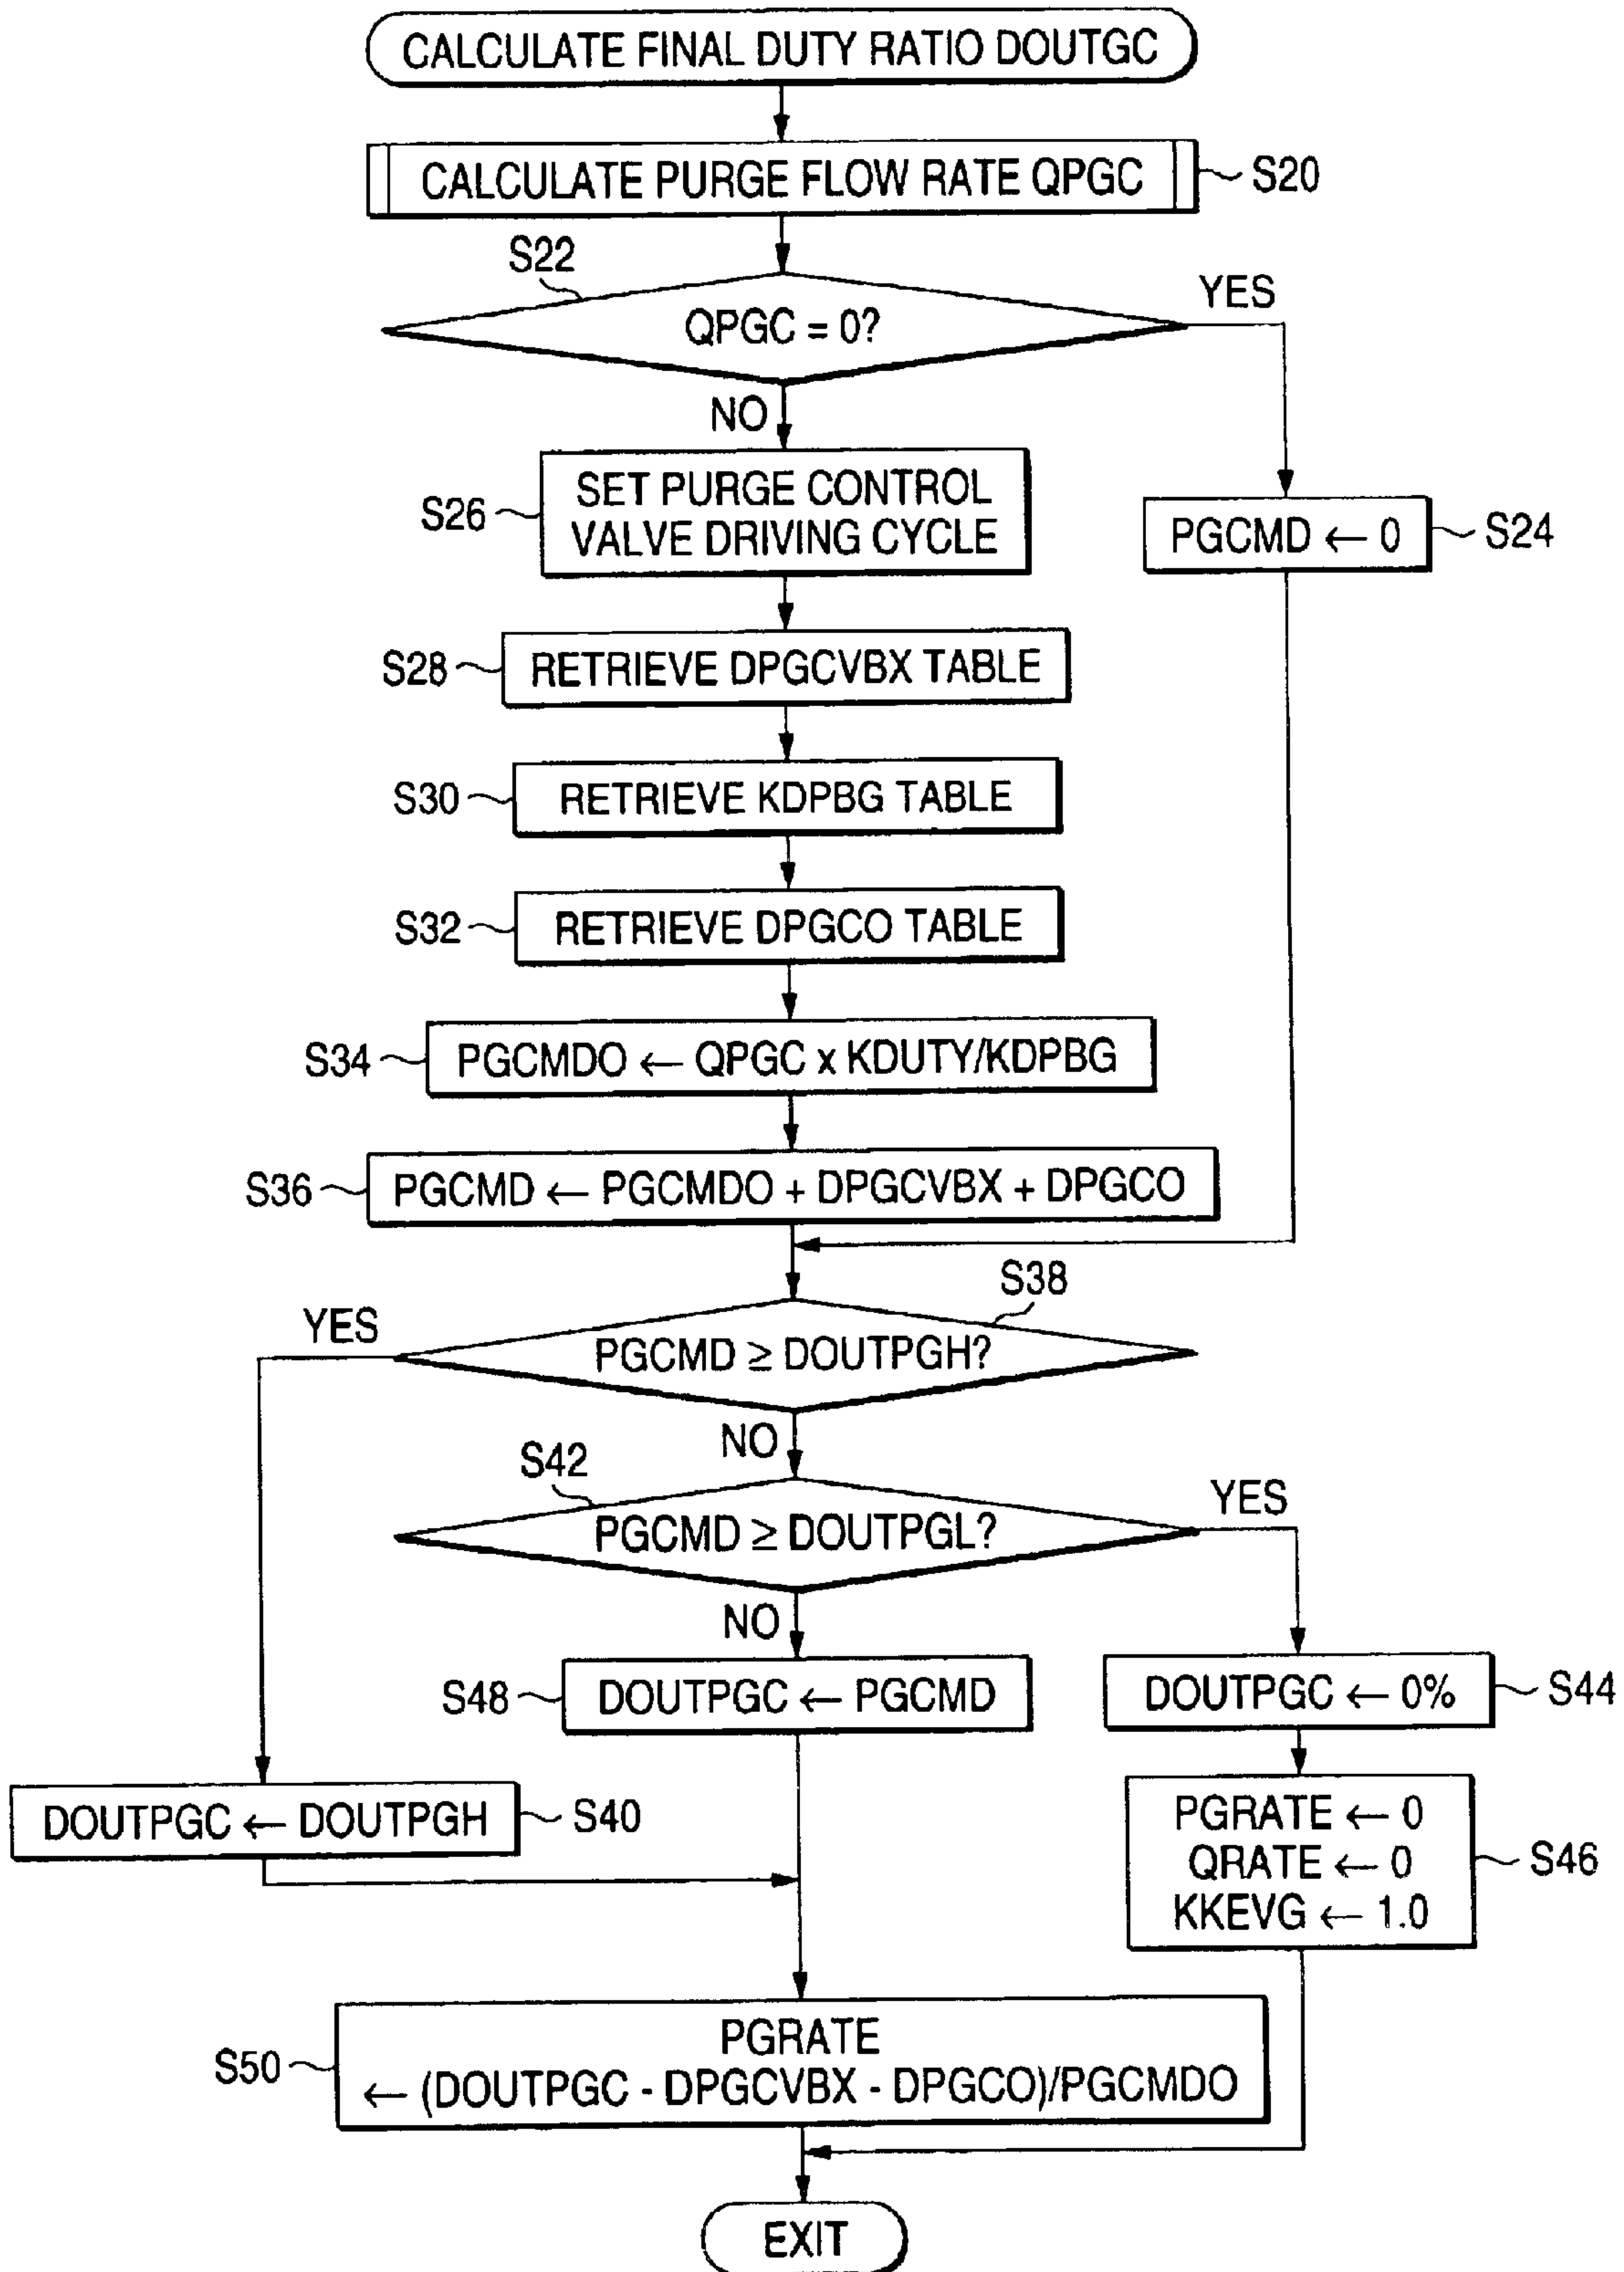 CALCULATE FINAL DUTY RATIO DOUTGC
CALCULATE PURGE FLOW RATE QPGC
S20
S22
QPGC = 0?
YES
NO
SET PURGE CONTROL
VALVE DRIVING CYCLE
S26
PGCMD ← 0
S24
S28
RETRIEVE DPGCVBX TABLE
S30
RETRIEVE KDPBG TABLE
S32
RETRIEVE DPGCO TABLE
S34
PGCMDO ← QPGC x KDUTY/KDPBG
S36
PGCMD ← PGCMDO + DPGCVBX + DPGCO
S38
YES
PGCMD ≥ DOUTPGH?
NO
S42
YES
PGCMD ≥ DOUTPGL?
NO
S48
DOUTPGC ← PGCMD
DOUTPGC ← 0%
S44
DOUTPGC ← DOUTPGH
S40
PGRATE ← 0
QRATE ← 0
KKEVG ← 1.0
S46
PGRATE
S50
← (DOUTPGC - DPGCVBX - DPGCO)/PGCMDO
EXIT